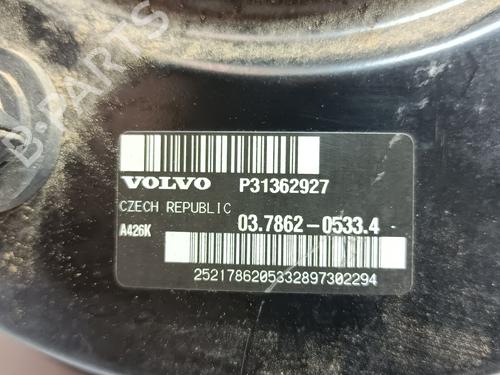 B-PARTS
VOLVO P31362927
CZECH REPUBLIC
A426K 03.7862-0533.4
2521786205332897302294